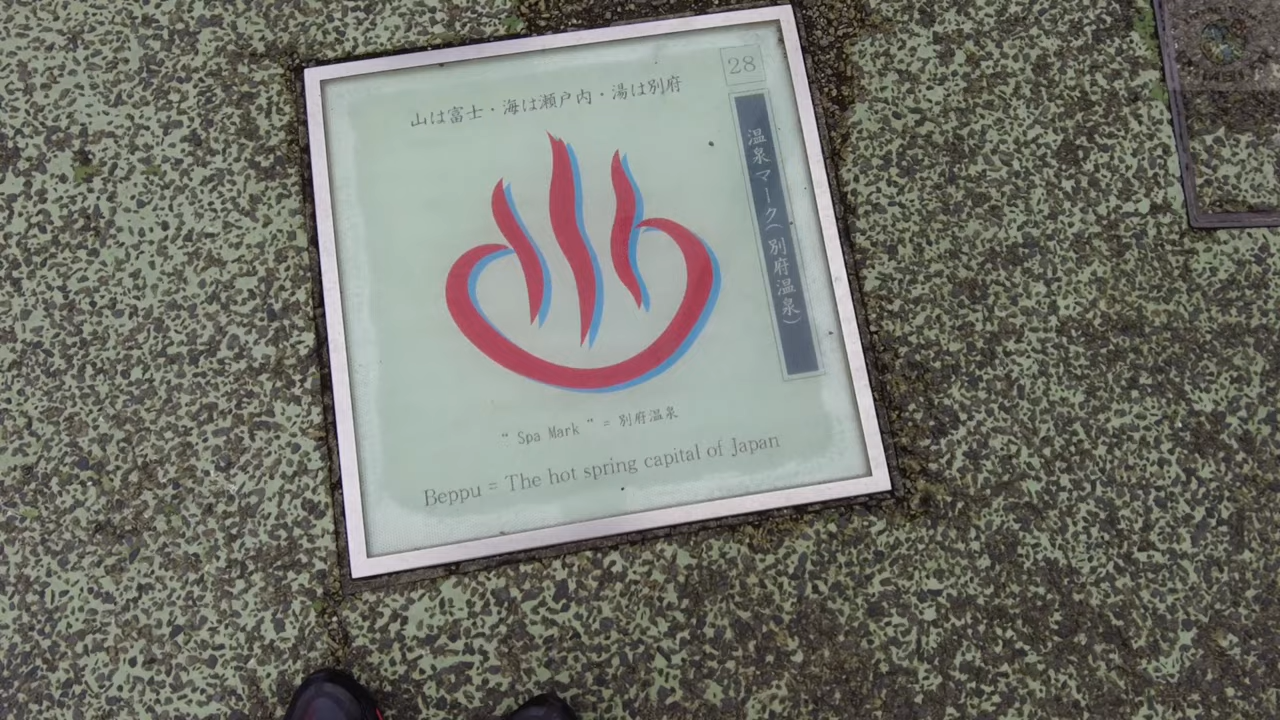 28
山は富士・海は瀬戸内・湯は別府
温泉マーク(別府温泉)
“ Spa Mark ” = 別府温泉
Beppu = The hot spring capital of Japan